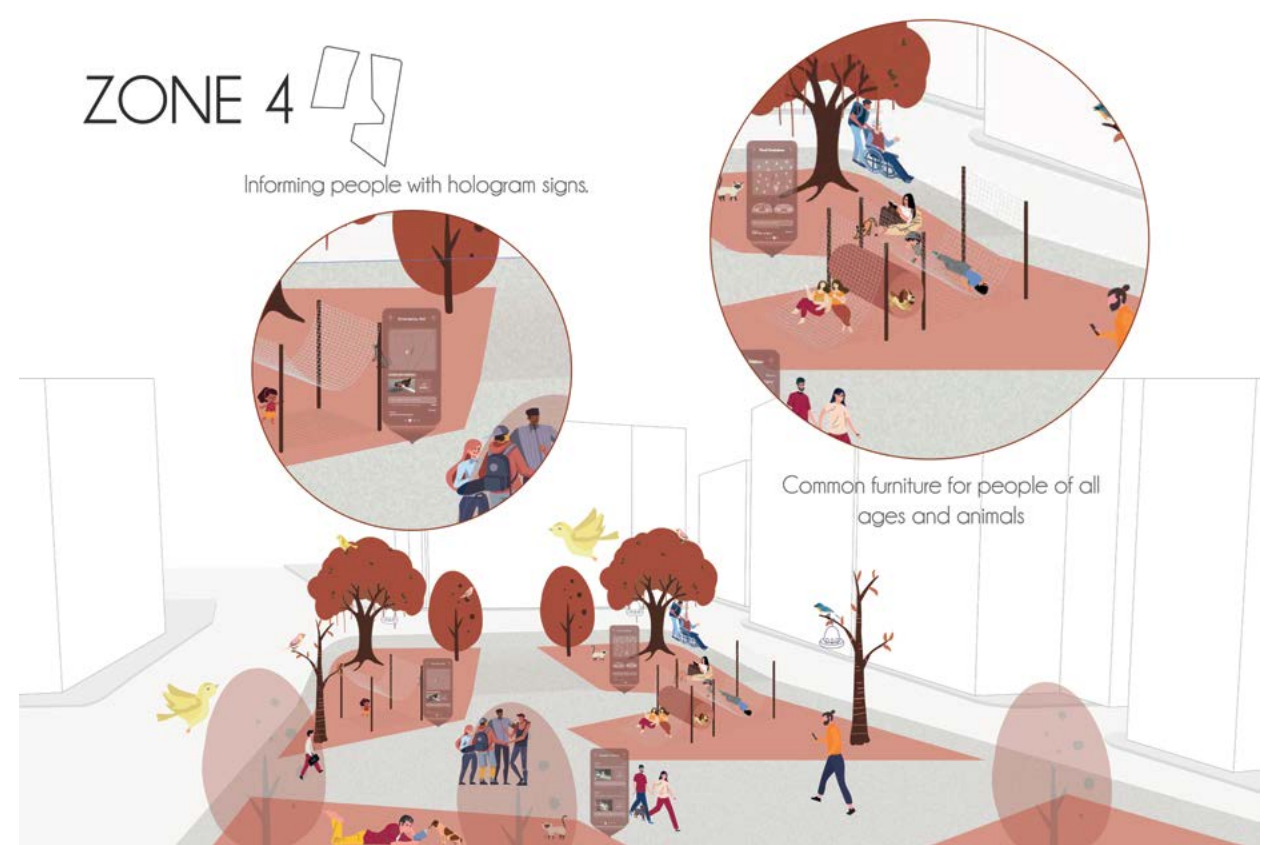 ZONE 4
Informing people with hologram signs.
Common furniture for people of all
ages and animals